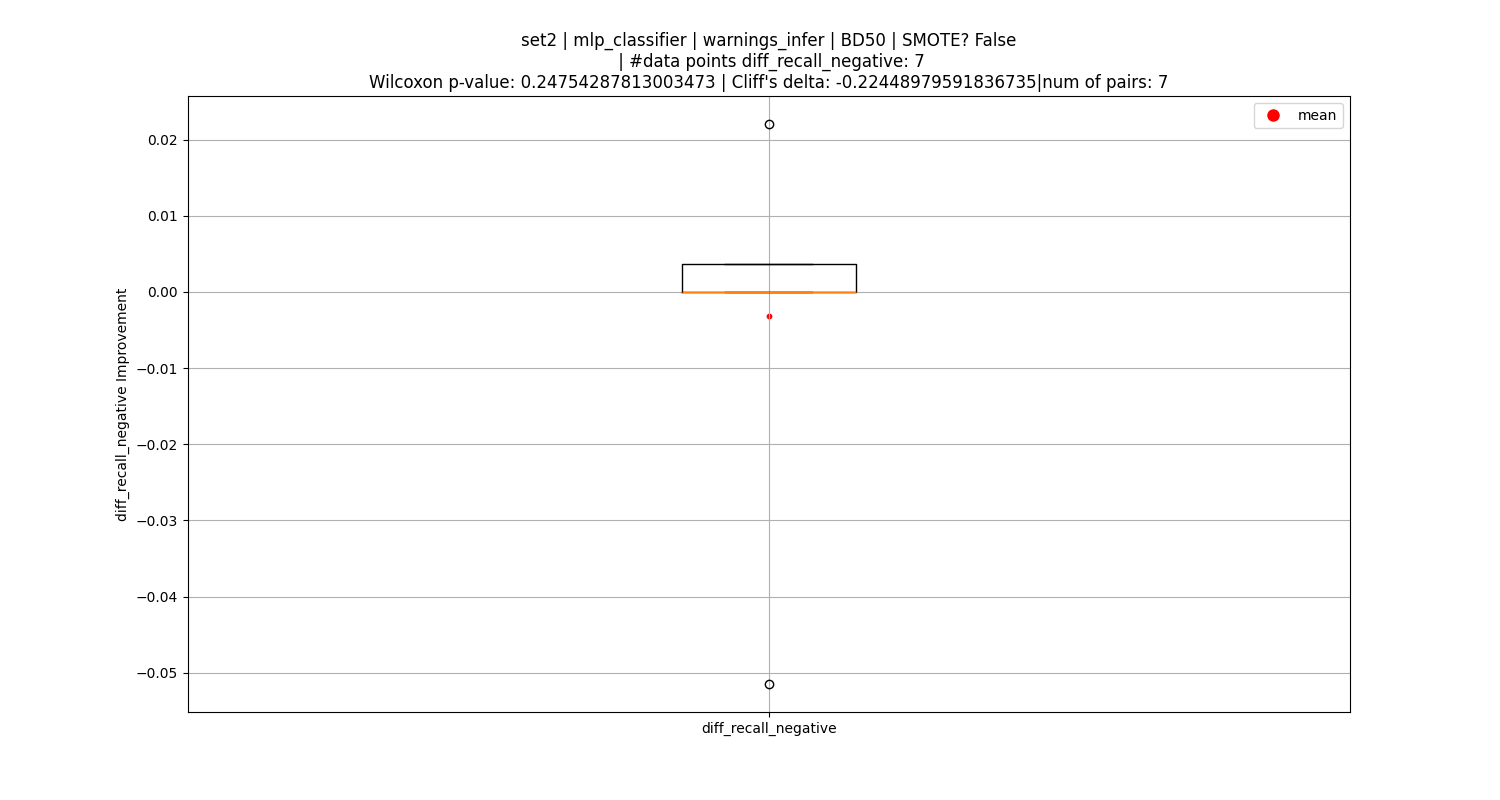 set2 | mlp_classifier | warnings_infer | BD50 | SMOTE? False
| #data points diff_recall_negative: 7
Wilcoxon p-value: 0.24754287813003473 | Cliff's delta: -0.22448979591836735|num of pairs: 7
mean
0.02
0.01
0.00
−0.01
−0.02
−0.03
−0.04
−0.05
diff_recall_negative Improvement
diff_recall_negative